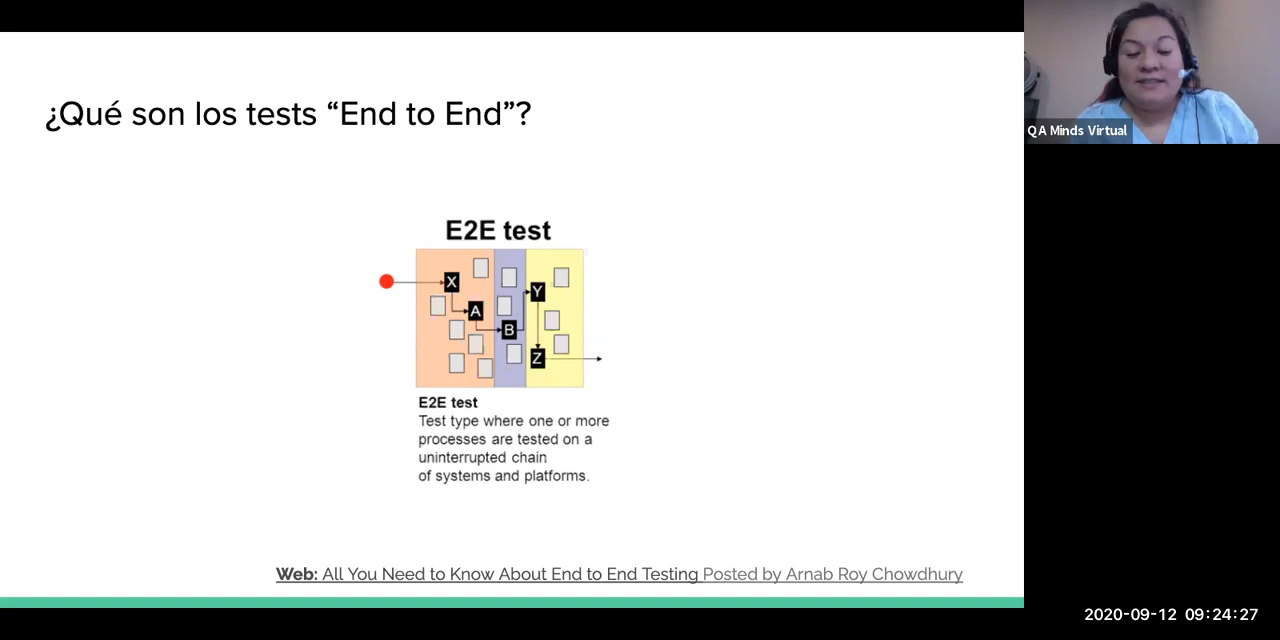 ¿Qué son los tests “End to End”?
QA Minds Virtual
E2E test
X
A
B
Y
Z
E2E test
Test type where one or more
processes are tested on a
uninterrupted chain
of systems and platforms.
Web: All You Need to Know About End to End Testing Posted by Arnab Roy Chowdhury
2020-09-12 09:24:27